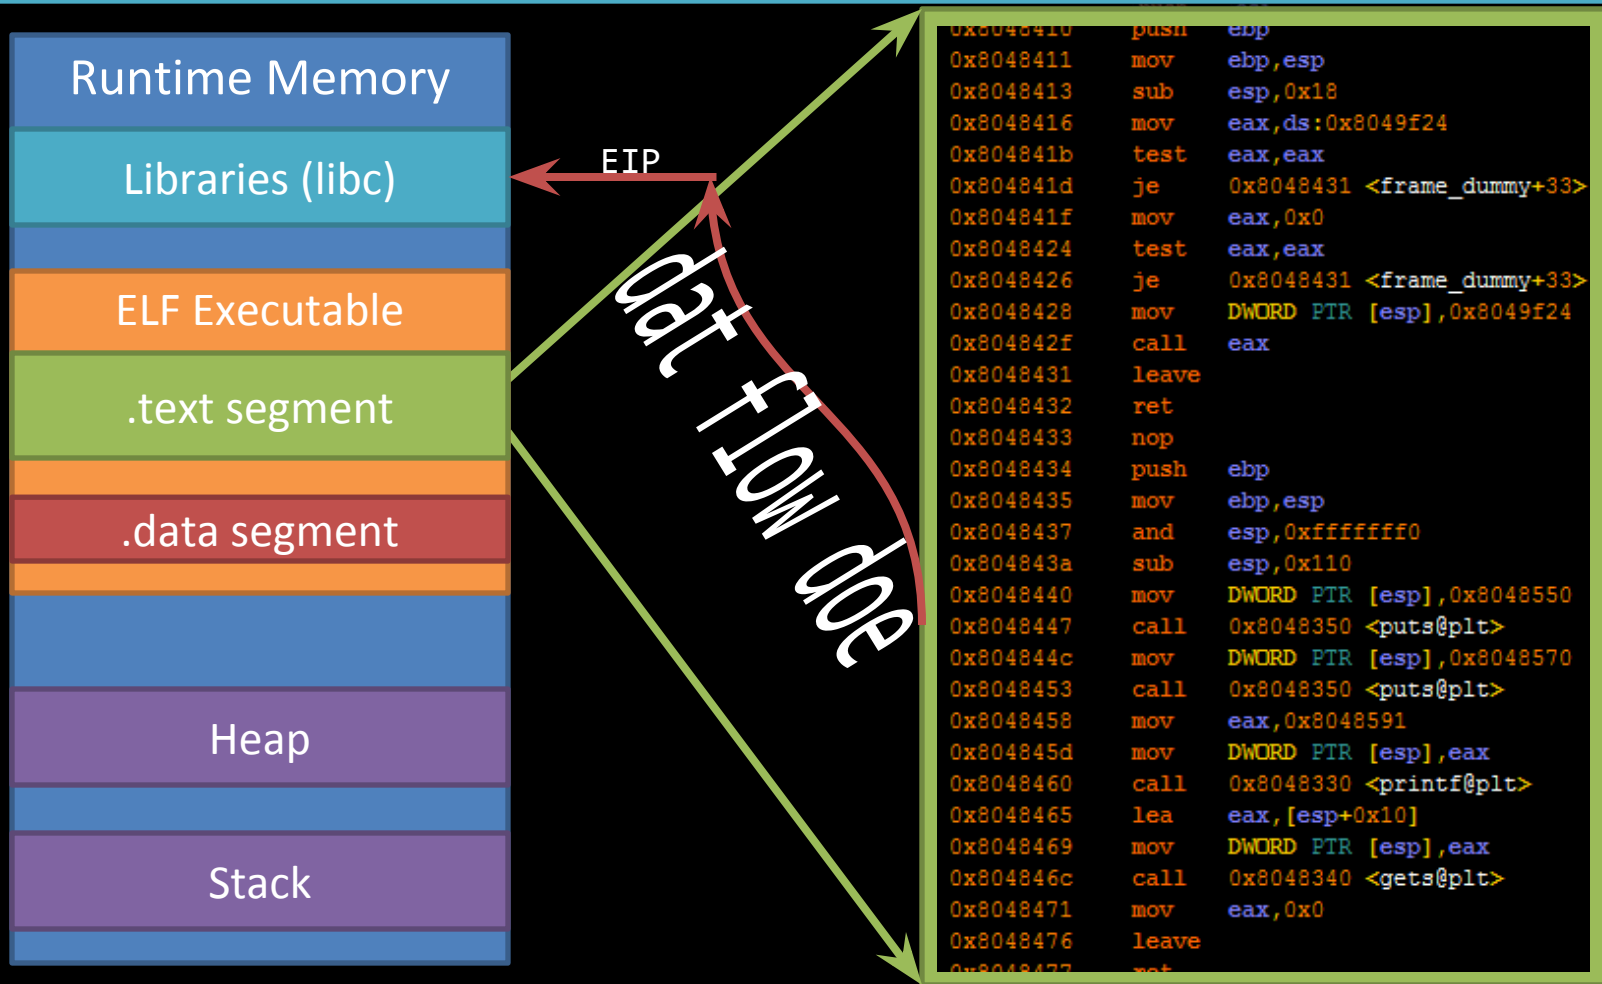 Runtime Memory
Libraries (libc)
ELF Executable
.text segment
.data segment
Heap
Stack
EIP
dat flow doe
0x8048410 push ebp
0x8048411 mov ebp,esp
0x8048413 sub esp,0x18
0x8048416 mov eax,ds:0x8049f24
0x804841b test eax,eax
0x804841d je 0x8048431 <frame_dummy+33>
0x804841f mov eax,0x0
0x8048424 test eax,eax
0x8048426 je 0x8048431 <frame_dummy+33>
0x8048428 mov DWORD PTR [esp],0x8049f24
0x804842f call eax
0x8048431 leave
0x8048432 ret
0x8048433 nop
0x8048434 push ebp
0x8048435 mov ebp,esp
0x8048437 and esp,0xfffffff0
0x804843a sub esp,0x110
0x8048440 mov DWORD PTR [esp],0x8048550
0x8048447 call 0x8048350 <puts@plt>
0x804844c mov DWORD PTR [esp],0x8048570
0x8048453 call 0x8048350 <puts@plt>
0x8048458 mov eax,0x8048591
0x804845d mov DWORD PTR [esp],eax
0x8048460 call 0x8048330 <printf@plt>
0x8048465 lea eax,[esp+0x10]
0x8048469 mov DWORD PTR [esp],eax
0x804846c call 0x8048340 <gets@plt>
0x8048471 mov eax,0x0
0x8048476 leave
0x8048477 ret